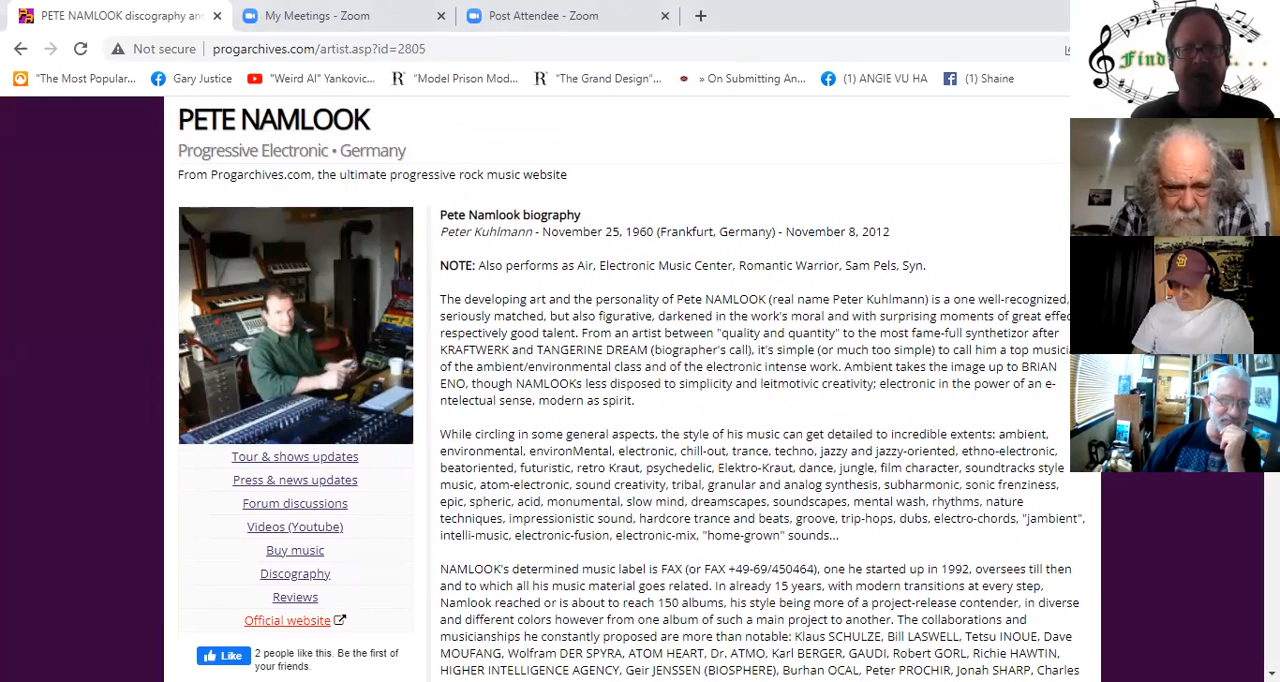 PETE NAMLOOK discography and
My Meetings - Zoom
Post Attendee - Zoom
Not secure
progarchives.com/artist.asp?id=2805
"The Most Popular...
Gary Justice
"Weird Al" Yankovic...
"Model Prison Mod...
"The Grand Design"...
» On Submitting An...
(1) ANGIE VU HA
(1) Shaine
Find
PETE NAMLOOK
Progressive Electronic • Germany
From Progarchives.com, the ultimate progressive rock music website
Tour & shows updates
Press & news updates
Forum discussions
Videos (Youtube)
Buy music
Discography
Reviews
Official website
Like
2 people like this. Be the first of
your friends.
Pete Namlook biography
Peter Kuhlmann - November 25, 1960 (Frankfurt, Germany) - November 8, 2012
NOTE: Also performs as Air, Electronic Music Center, Romantic Warrior, Sam Pels, Syn.
The developing art and the personality of Pete NAMLOOK (real name Peter Kuhlmann) is a one well-recognized,
seriously matched, but also figurative, darkened in the work's moral and with surprising moments of great effec
respectively good talent. From an artist between "quality and quantity" to the most fame-full synthetizor after
KRAFTWERK and TANGERINE DREAM (biographer's call), it's simple (or much too simple) to call him a top musici
of the ambient/environmental class and of the electronic intense work. Ambient takes the image up to BRIAN
ENO, though NAMLOOKs less disposed to simplicity and leitmotivic creativity; electronic in the power of an e-
ntelectual sense, modern as spirit.
While circling in some general aspects, the style of his music can get detailed to incredible extents: ambient,
environmental, environMental, electronic, chill-out, trance, techno, jazzy and jazzy-oriented, ethno-electronic,
beatoriented, futuristic, retro Kraut, psychedelic, Elektro-Kraut, dance, jungle, film character, soundtracks style
music, atom-electronic, sound creativity, tribal, granular and analog synthesis, subharmonic, sonic frenziness,
epic, spheric, acid, monumental, slow mind, dreamscapes, soundscapes, mental wash, rhythms, nature
techniques, impressionistic sound, hardcore trance and beats, groove, trip-hops, dubs, electro-chords, "jambient",
intelli-music, electronic-fusion, electronic-mix, "home-grown" sounds...
NAMLOOK's determined music label is FAX (or FAX +49-69/450464), one he started up in 1992, oversees till then
and to which all his music material goes related. In already 15 years, with modern transitions at every step,
Namlook reached or is about to reach 150 albums, his style being more of a project-release contender, in diverse
and different colors however from one album of such a main project to another. The collaborations and
musicianships he constantly proposed are more than notable: Klaus SCHULZE, Bill LASWELL, Tetsu INOUE, Dave
MOUFANG, Wolfram DER SPYRA, ATOM HEART, Dr. ATMO, Karl BERGER, GAUDI, Robert GORL, Richie HAWTIN,
HIGHER INTELLIGENCE AGENCY, Geir JENSSEN (BIOSPHERE), Burhan OCAL, Peter PROCHIR, Jonah SHARP, Charles